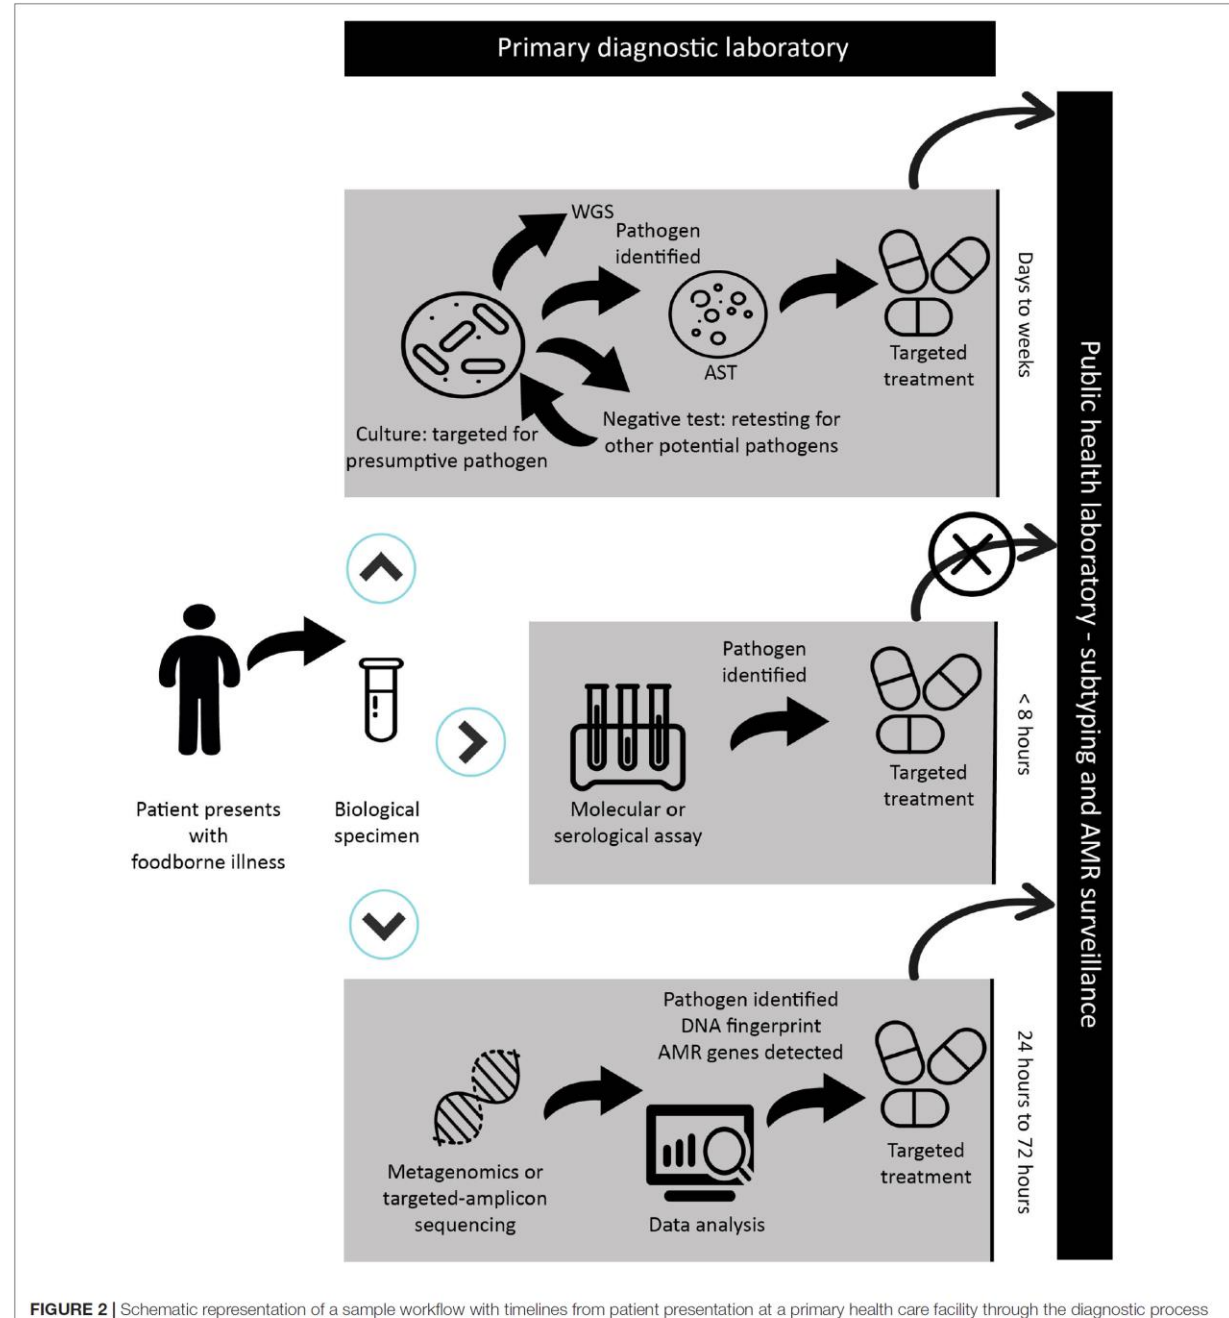 Primary diagnostic laboratory
WGS
Pathogen
identified
AST
Targeted
treatment
Culture: targeted for
presumptive pathogen
Negative test: retesting for
other potential pathogens
Days to weeks
Patient presents
with
foodborne illness
Biological
specimen
Molecular or
serological assay
Pathogen
identified
Targeted
treatment
< 8 hours
Metagenomics or
targeted-amplicon
sequencing
Pathogen identified
DNA fingerprint
AMR genes detected
Data analysis
Targeted
treatment
24 hours to 72 hours
Public health laboratory - subtyping and AMR surveillance
FIGURE 2 | Schematic representation of a sample workflow with timelines from patient presentation at a primary health care facility through the diagnostic process